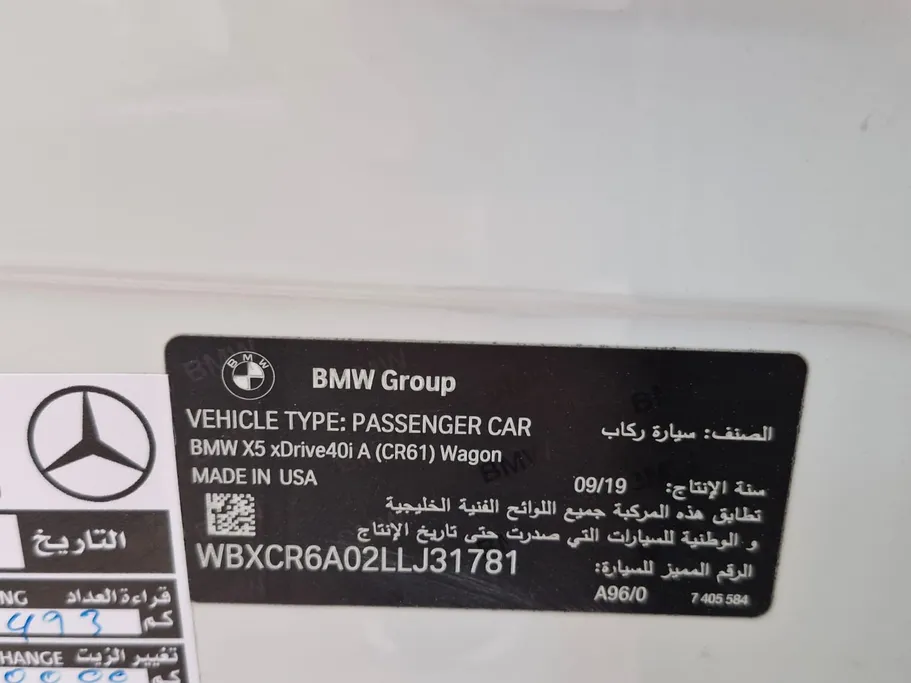 BMW Group
VEHICLE TYPE: PASSENGER CAR
الصنف: سيارة ركاب
BMW X5 xDrive40i A (CR61) Wagon
MADE IN USA
سنة الإنتاج: 09/19
تطابق هذه المركبة جميع اللوائح الفنية الخليجية
و الوطنية للسيارات التي صدرت حتى تاريخ الإنتاج
WBXCR6A02LLJ31781
الرقم المميز للسيارة:
A96/0 7 405 584
التاريخ
NG قراءة العداد
493 كم
HANGE تغيير الزيت
كم